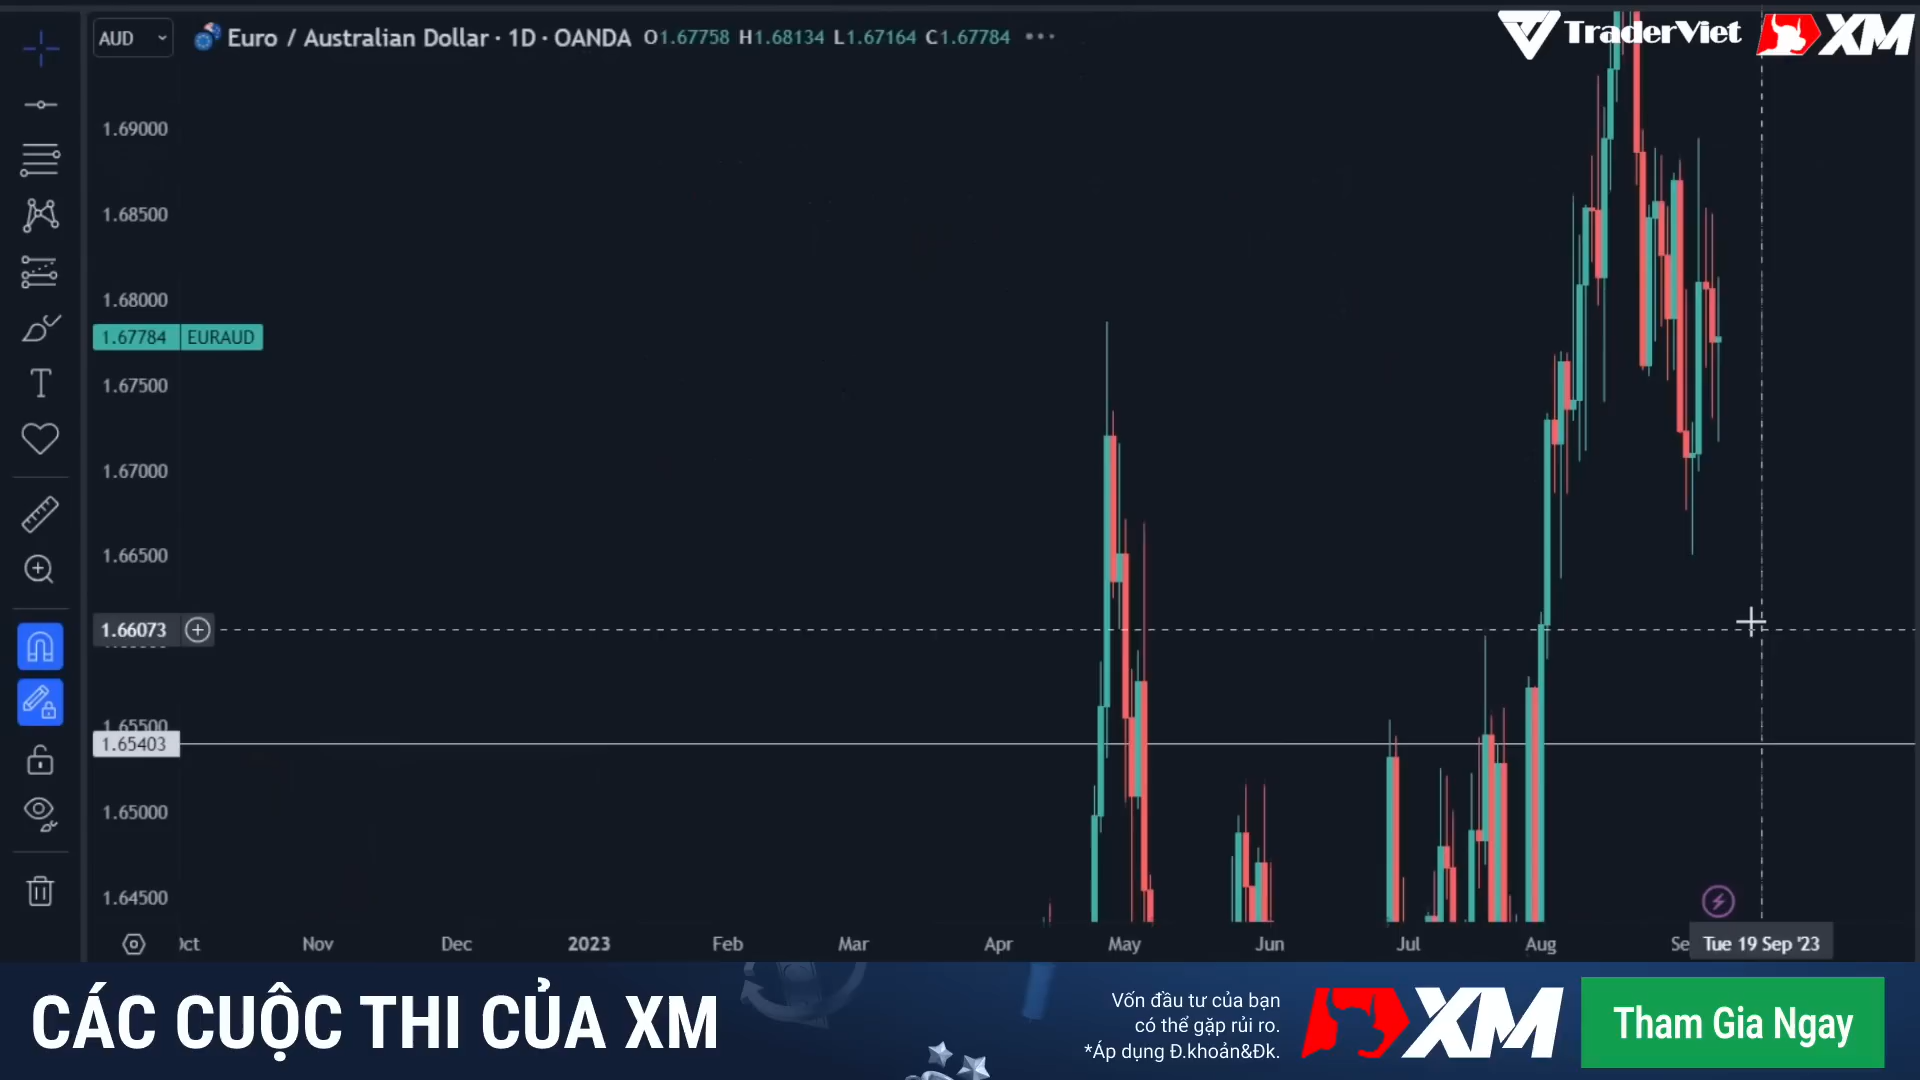 AUD
Euro / Australian Dollar · 1D · OANDA O1.67758 H1.68134 L1.67164 C1.67784
TraderViet XM
1.69000
1.68500
1.68000
1.67784 EURAUD
1.67500
1.67000
1.66500
1.66073
1.65500
1.65403
1.65000
1.64500
Nov Dec 2023 Feb Mar Apr May Jun Jul Aug Se Tue 19 Sep '23
CÁC CUỘC THI CỦA XM
Vốn đầu tư của bạn
có thể gặp rủi ro.
*Áp dụng Đ.khoản&Đk.
XM
Tham Gia Ngay